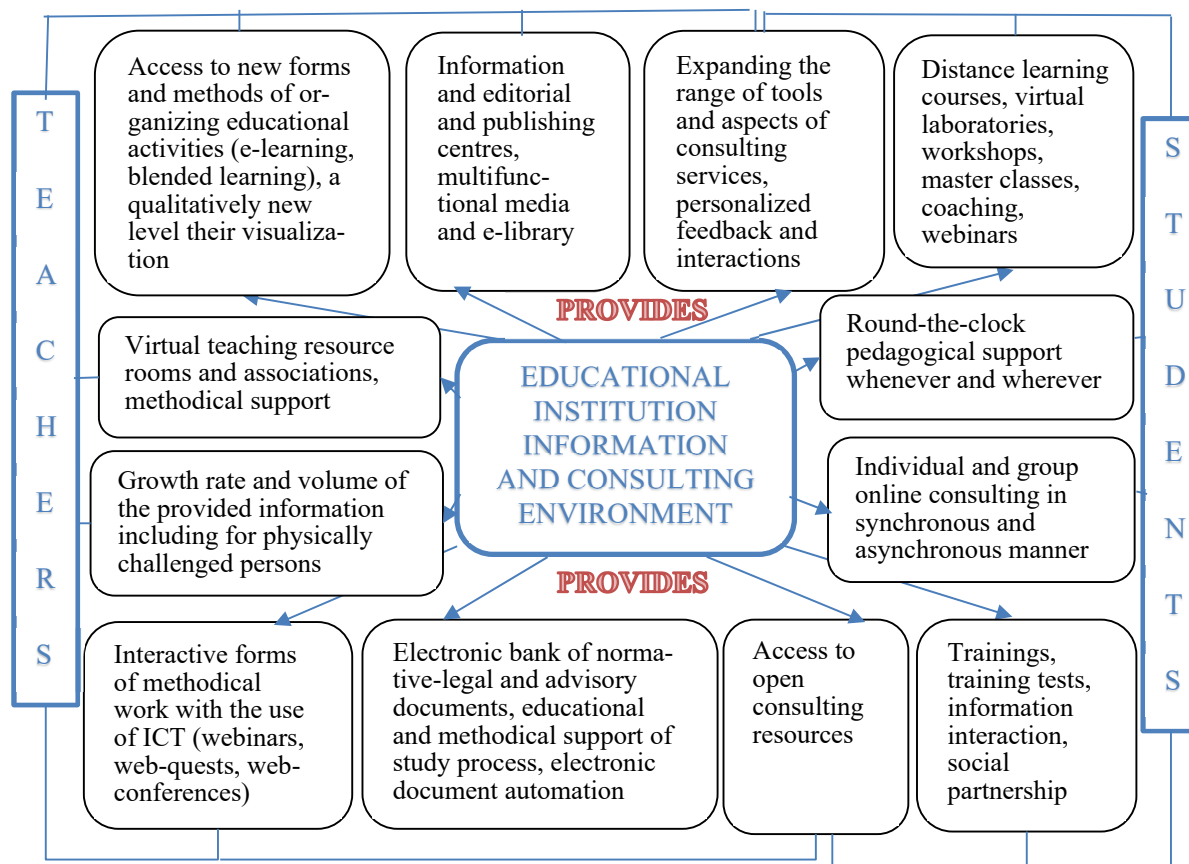 Access to new forms
and methods of or-
ganizing educational
activities (e-learning,
blended learning), a
qualitatively new
level their visualiza-
tion
Information
and editorial
and publishing
centres,
multifunc-
tional media
and e-library
Expanding the
range of tools
and aspects of
consulting
services,
personalized
feedback and
interactions
Distance learning
courses, virtual
laboratories,
workshops,
master classes,
coaching,
webinars
T
E
A
C
H
E
R
S
PROVIDES
Virtual teaching resource
rooms and associations,
methodical support
EDUCATIONAL
INSTITUTION
INFORMATION
AND CONSULTING
ENVIRONMENT
Round-the-clock
pedagogical support
whenever and wherever
S
T
U
D
E
N
T
S
Growth rate and volume of
the provided information
including for physically
challenged persons
Individual and group
online consulting in
synchronous and
asynchronous manner
PROVIDES
Interactive forms
of methodical
work with the use
of ICT (webinars,
web-quests, web-
conferences)
Electronic bank of norma-
tive-legal and advisory
documents, educational
and methodical support of
study process, electronic
document automation
Access to
open
consulting
resources
Trainings,
training tests,
information
interaction,
social
partnership